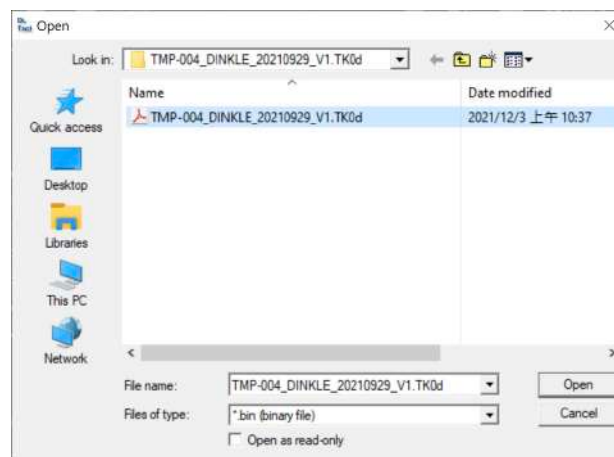 Open
Look in: TMP-004_DINKLE_20210929_V1.TK0d
Name Date modified
TMP-004_DINKLE_20210929_V1.TK0d 2021/12/3 上午 10:37
Quick access
Desktop
Libraries
This PC
Network
File name: TMP-004_DINKLE_20210929_V1.TK0d Open
Files of type: *.bin (binary file) Cancel
Open as read-only